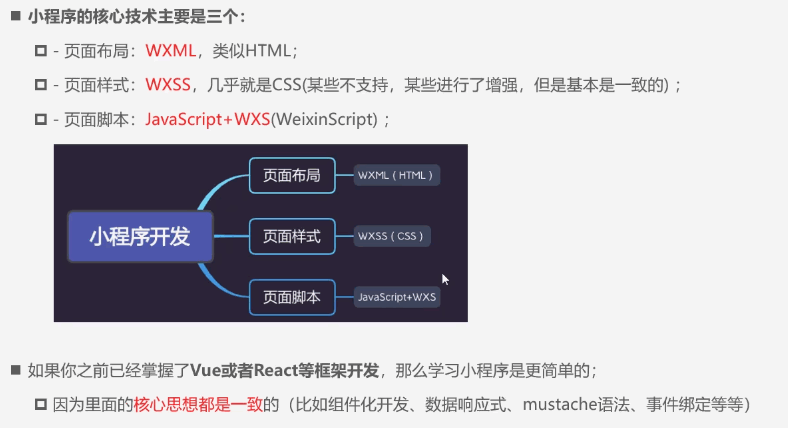 小程序的核心技术主要是三个：
- 页面布局：WXML，类似HTML；
- 页面样式：WXSS，几乎就是CSS(某些不支持，某些进行了增强，但是基本是一致的) ；
- 页面脚本：JavaScript+WXS(WeixinScript) ；
页面布局 WXML（HTML）
小程序开发 页面样式 WXSS（CSS）
页面脚本 JavaScript+WXS
如果你之前已经掌握了Vue或者React等框架开发，那么学习小程序是更简单的；
因为里面的核心思想都是一致的（比如组件化开发、数据响应式、mustache语法、事件绑定等等）